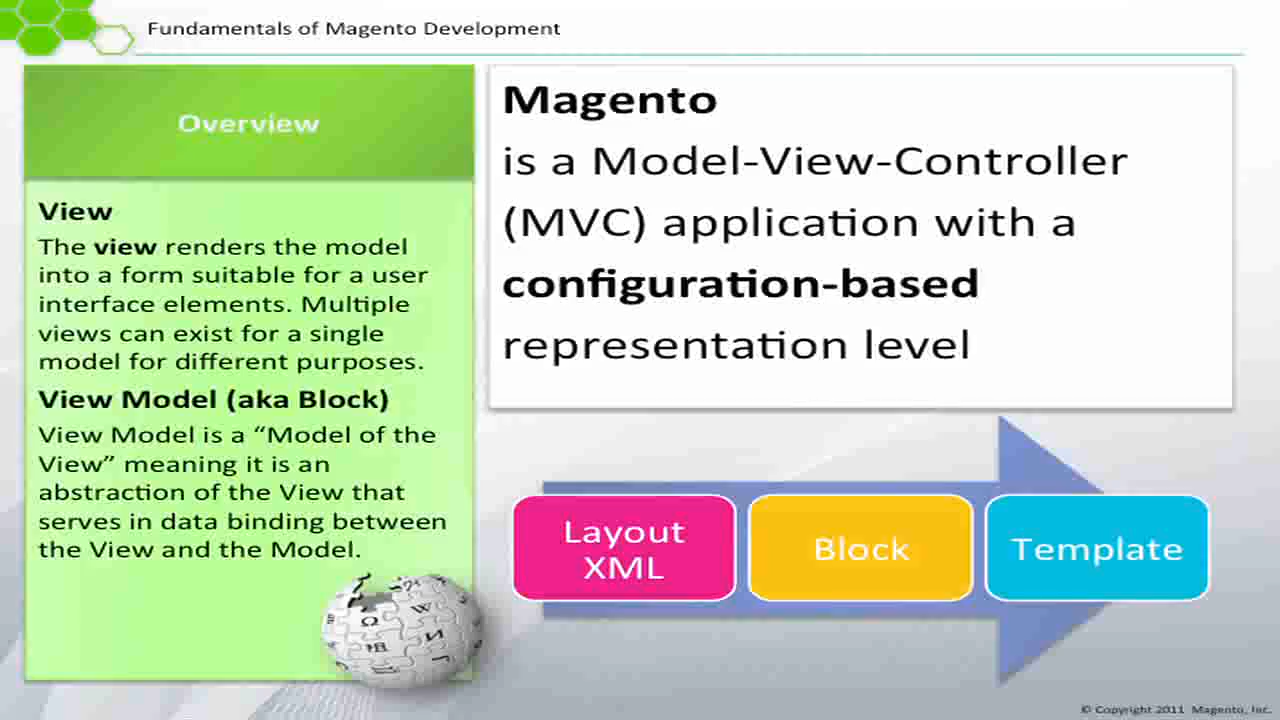 Fundamentals of Magento Development
Overview
View
The view renders the model
into a form suitable for a user
interface elements. Multiple
views can exist for a single
model for different purposes.
View Model (aka Block)
View Model is a “Model of the
View” meaning it is an
abstraction of the View that
serves in data binding between
the View and the Model.
Magento
is a Model-View-Controller
(MVC) application with a
configuration-based
representation level
Layout
XML
Block
Template
© Copyright 2011 Magento, Inc.